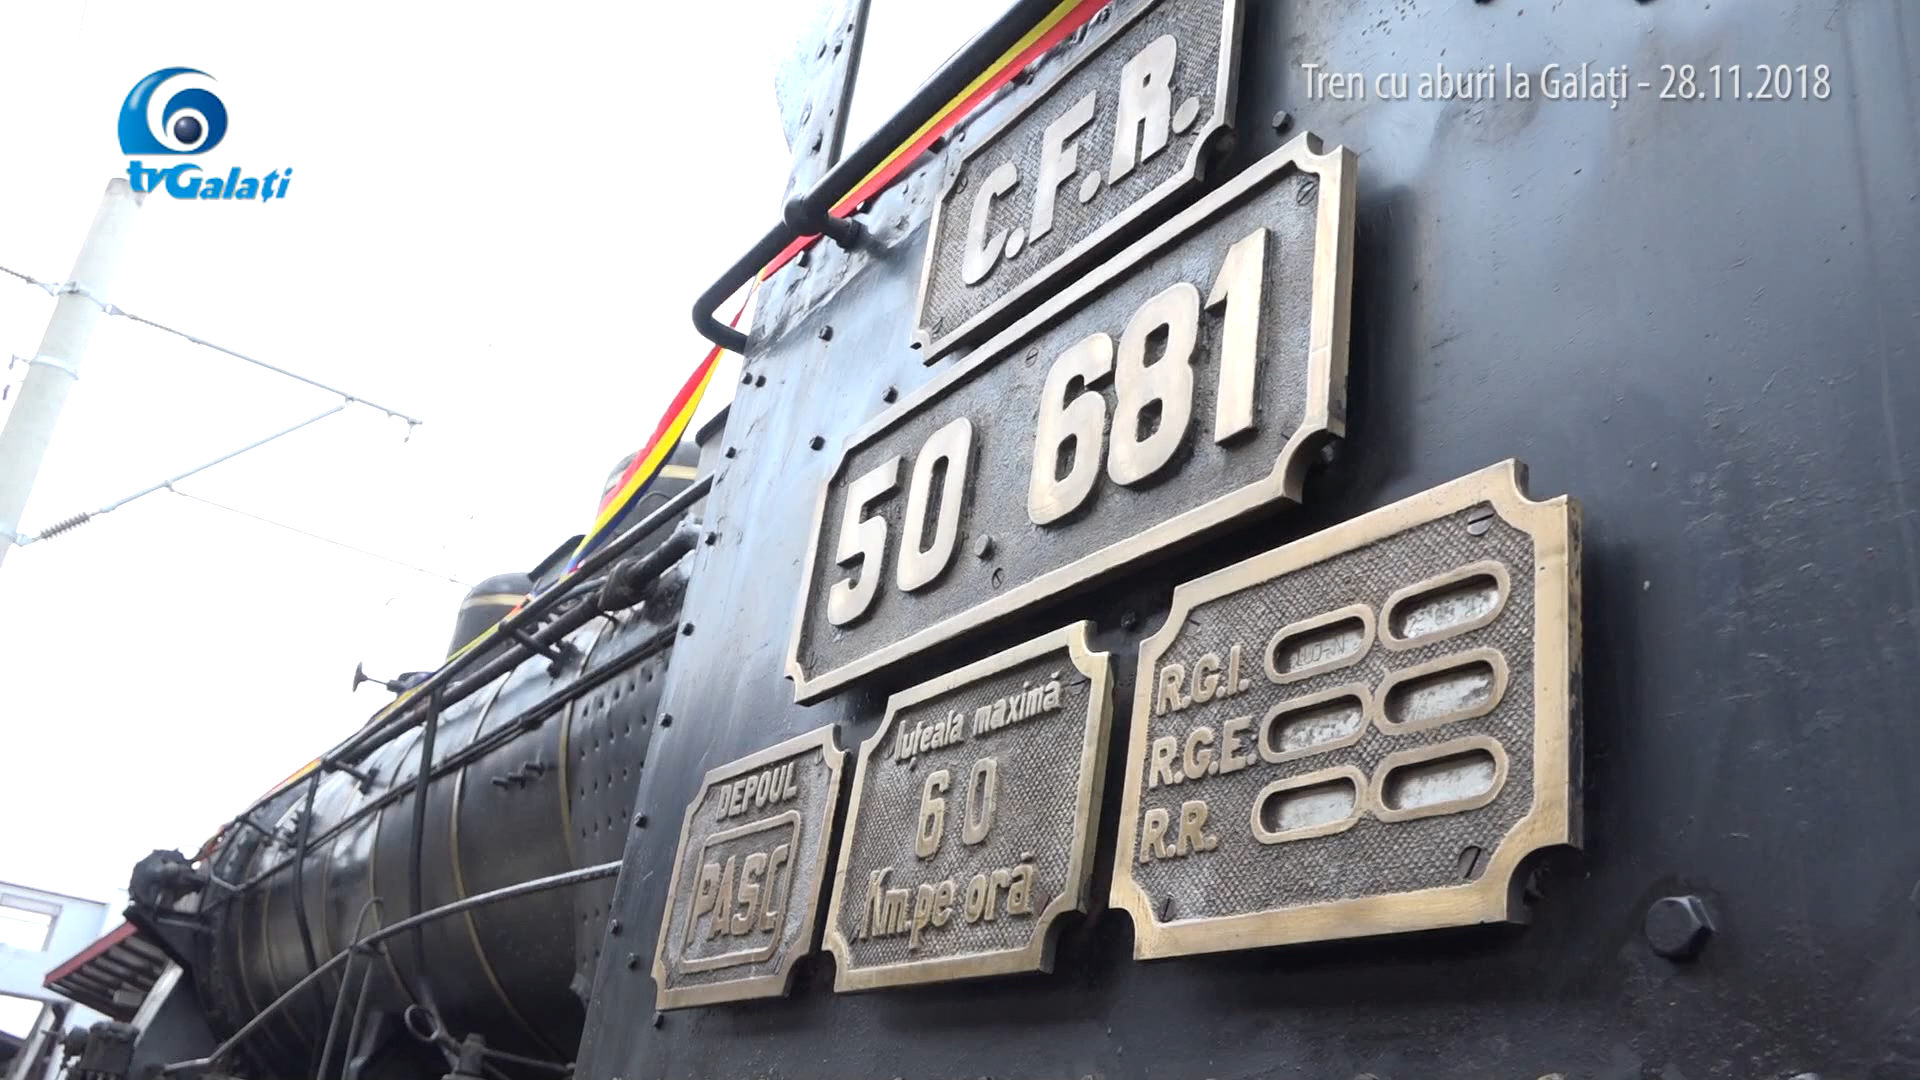 tvGalați
Tren cu aburi la Galați - 28.11.2018
C.F.R.
50.681
DEPOUL
PASC
Iuțeala maximă
60
Km.pe oră
R.G.I.
R.G.E.
R.R.